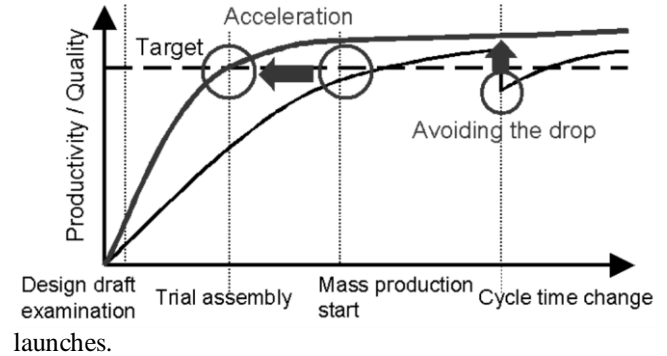 Acceleration
Target
Productivity / Quality
Avoiding the drop
Design draft
examination
Trial assembly
Mass production
start
Cycle time change
launches.